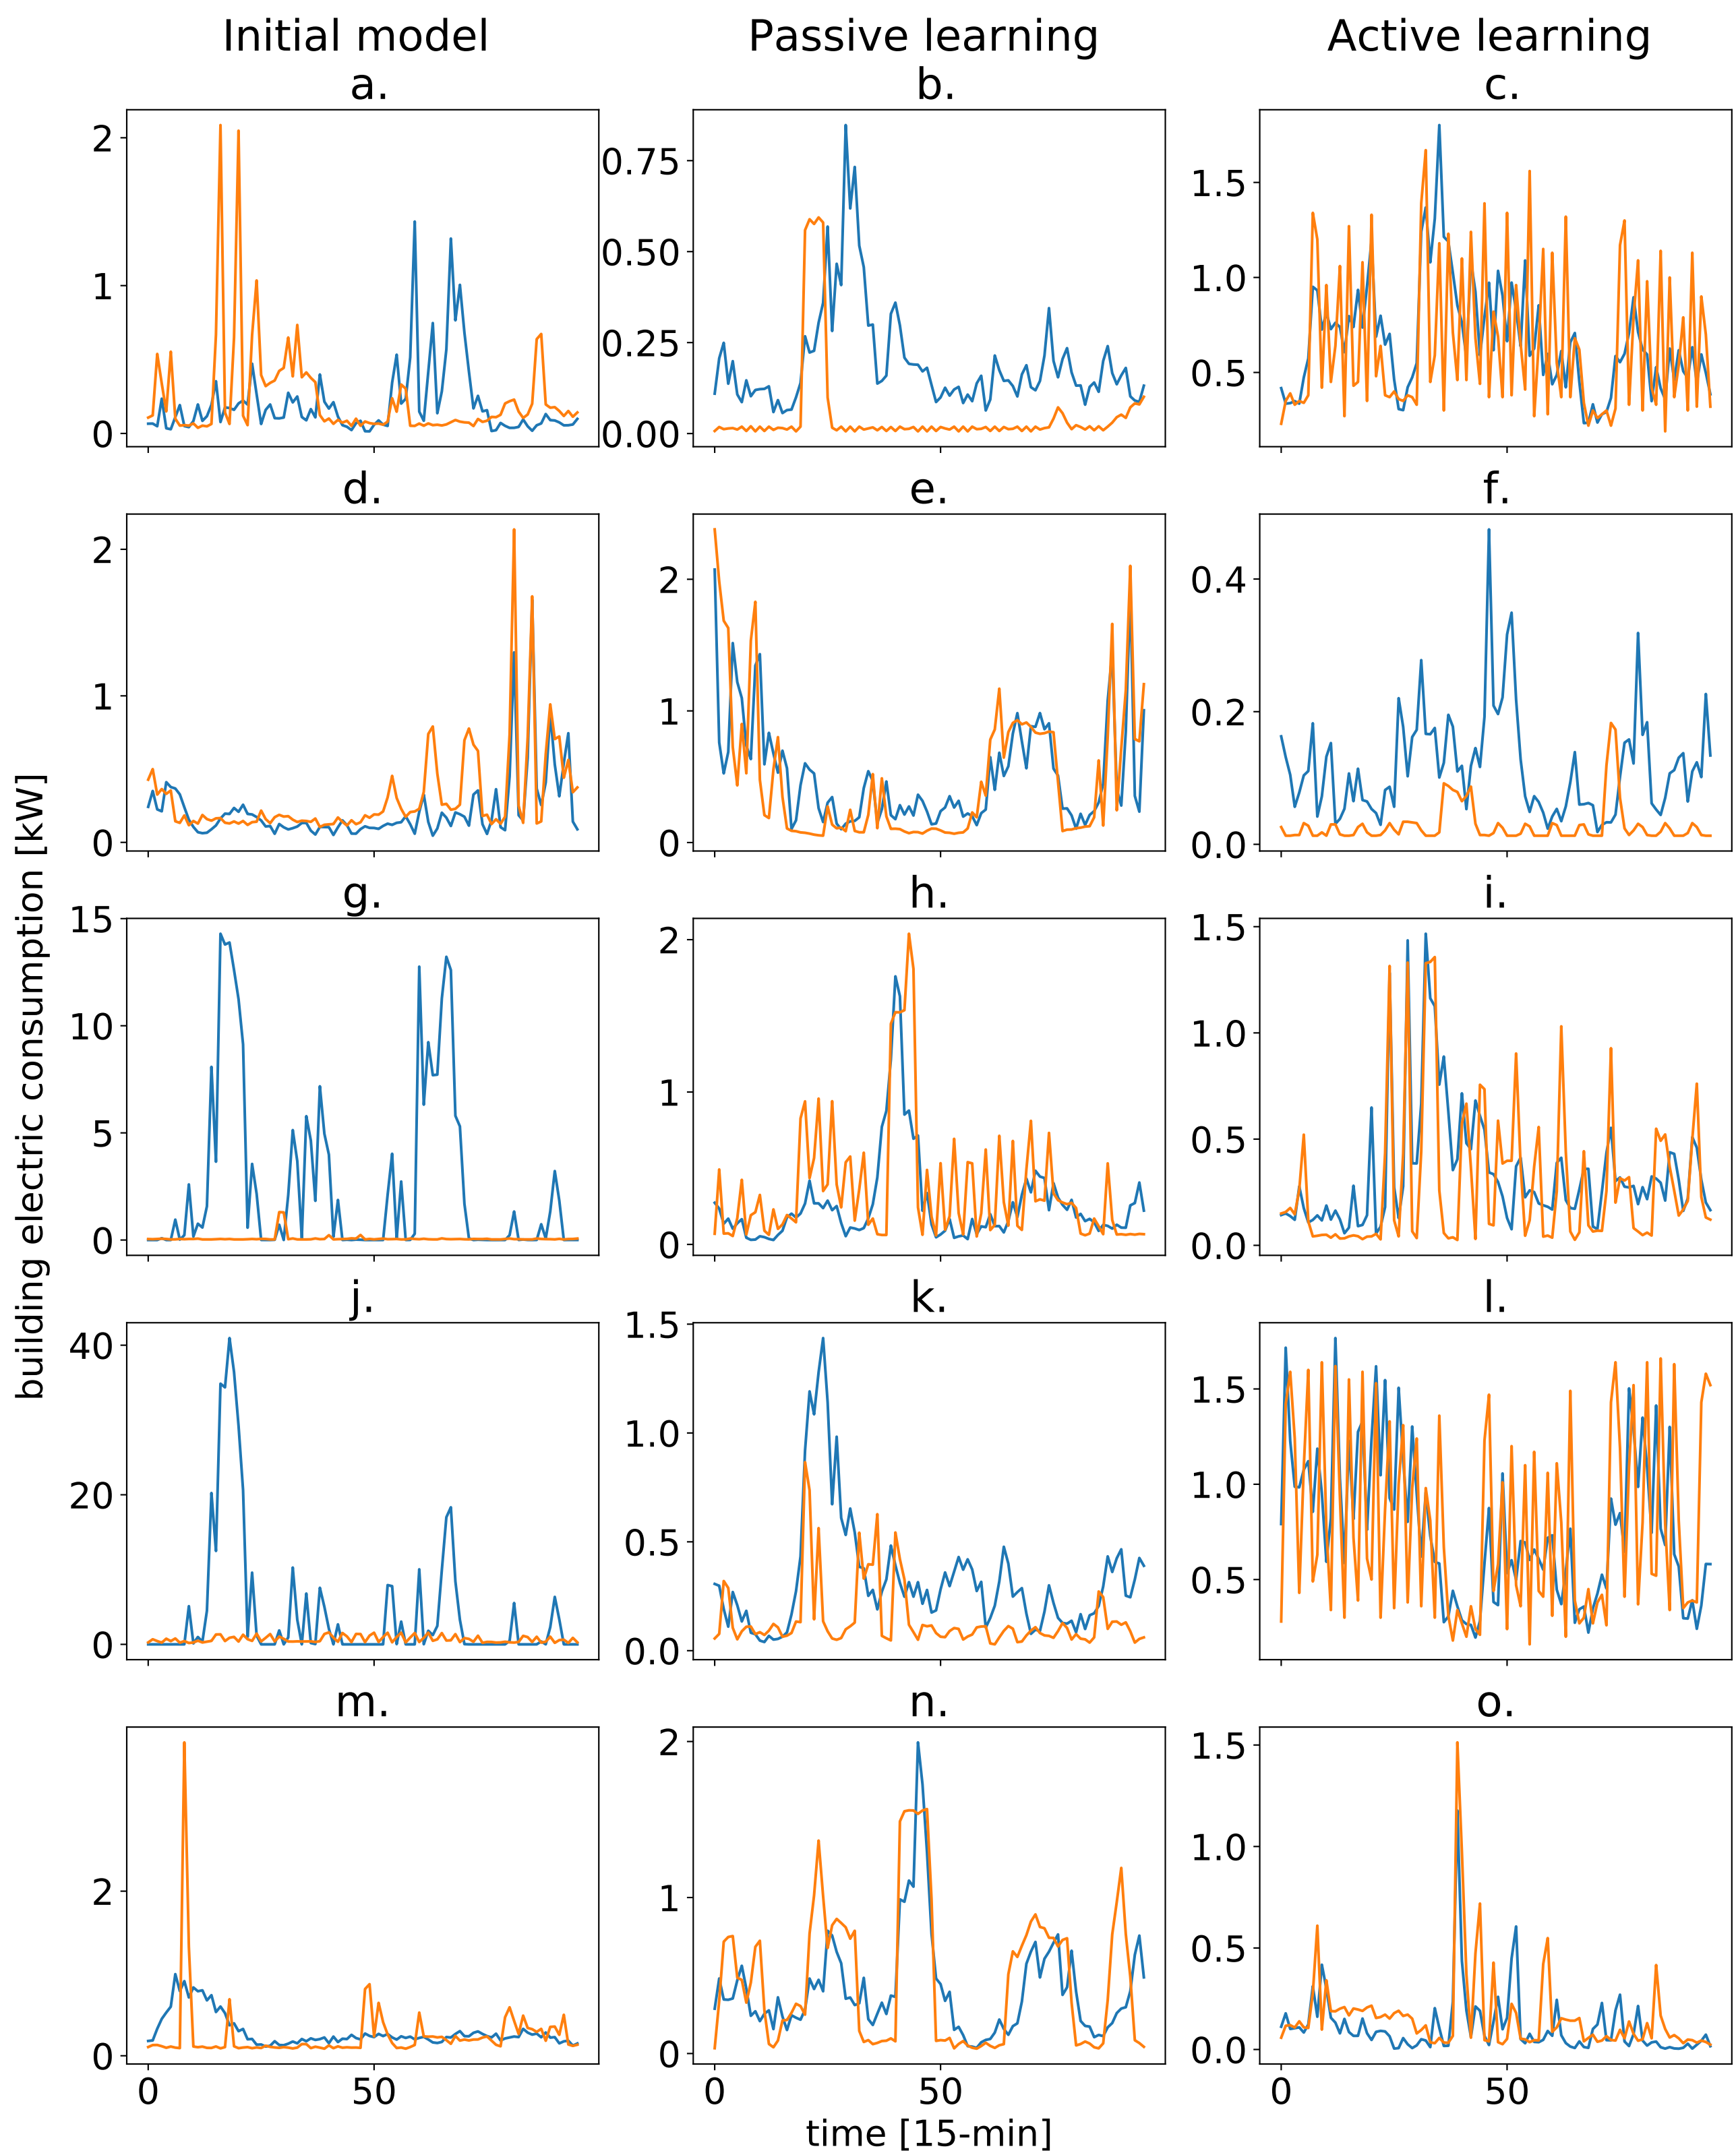 Initial model Passive learning Active learning
a. b. c.
2 0.75 1.5
1 0.50 1.0
0.25 0.5
0 0.00
d. e. f.
2 2 0.4
1 1 0.2
0 0 0.0
g. h. i.
15 2 1.5
10 1.0
5 1 0.5
0 0 0.0
j. k. l.
40 1.5 1.5
20 1.0 1.0
0.5 0.5
0 0.0
m. n. o.
2 2 1.5
1 1.0
0.5
0 0 0.0
0 50 0 50 0 50
time [15-min]
building electric consumption [kW]